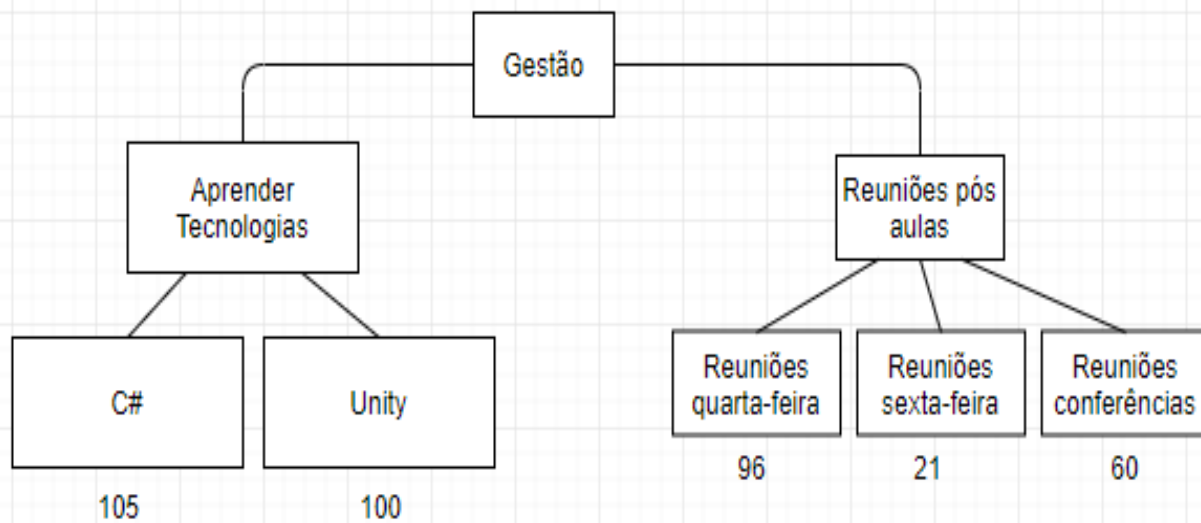 Gestão
Aprender
Tecnologias
Reuniões pós
aulas
C#
Unity
Reuniões
quarta-feira
Reuniões
sexta-feira
Reuniões
conferências
105
100
96
21
60